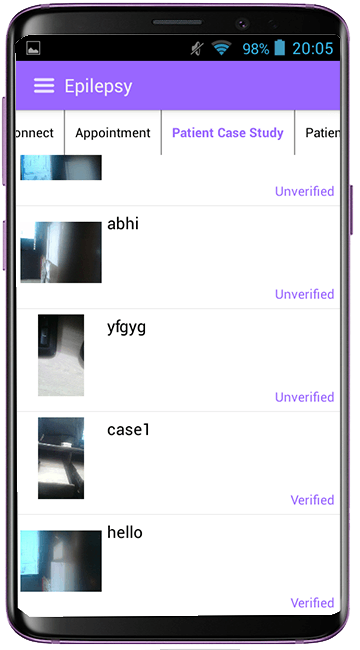 98% 20:05
Epilepsy
onnect Appointment Patient Case Study Patien
Unverified
abhi
Unverified
yfgyg
Unverified
case1
Verified
hello
Verified